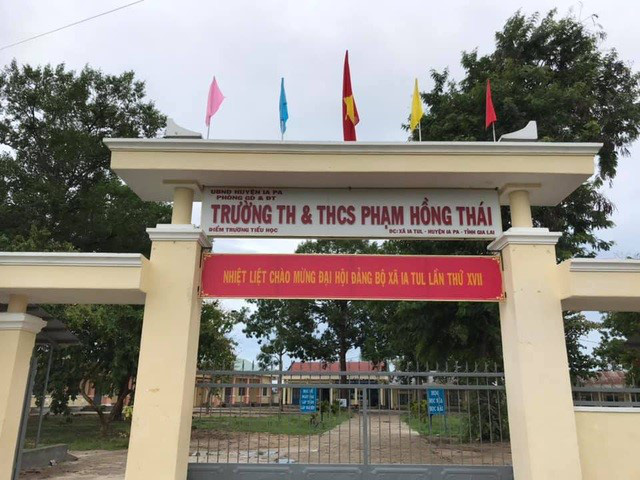 UBND HUYỆN IA PA
PHÒNG GD & ĐT
TRƯỜNG TH & THCS PHẠM HỒNG THÁI
ĐIỂM TRƯỜNG TIỂU HỌC
ĐC: XÃ IA TUL - HUYỆN IA PA - TỈNH GIA LAI
NHIỆT LIỆT CHÀO MỪNG ĐẠI HỘI ĐẢNG BỘ XÃ IA TUL LẦN THỨ XVII